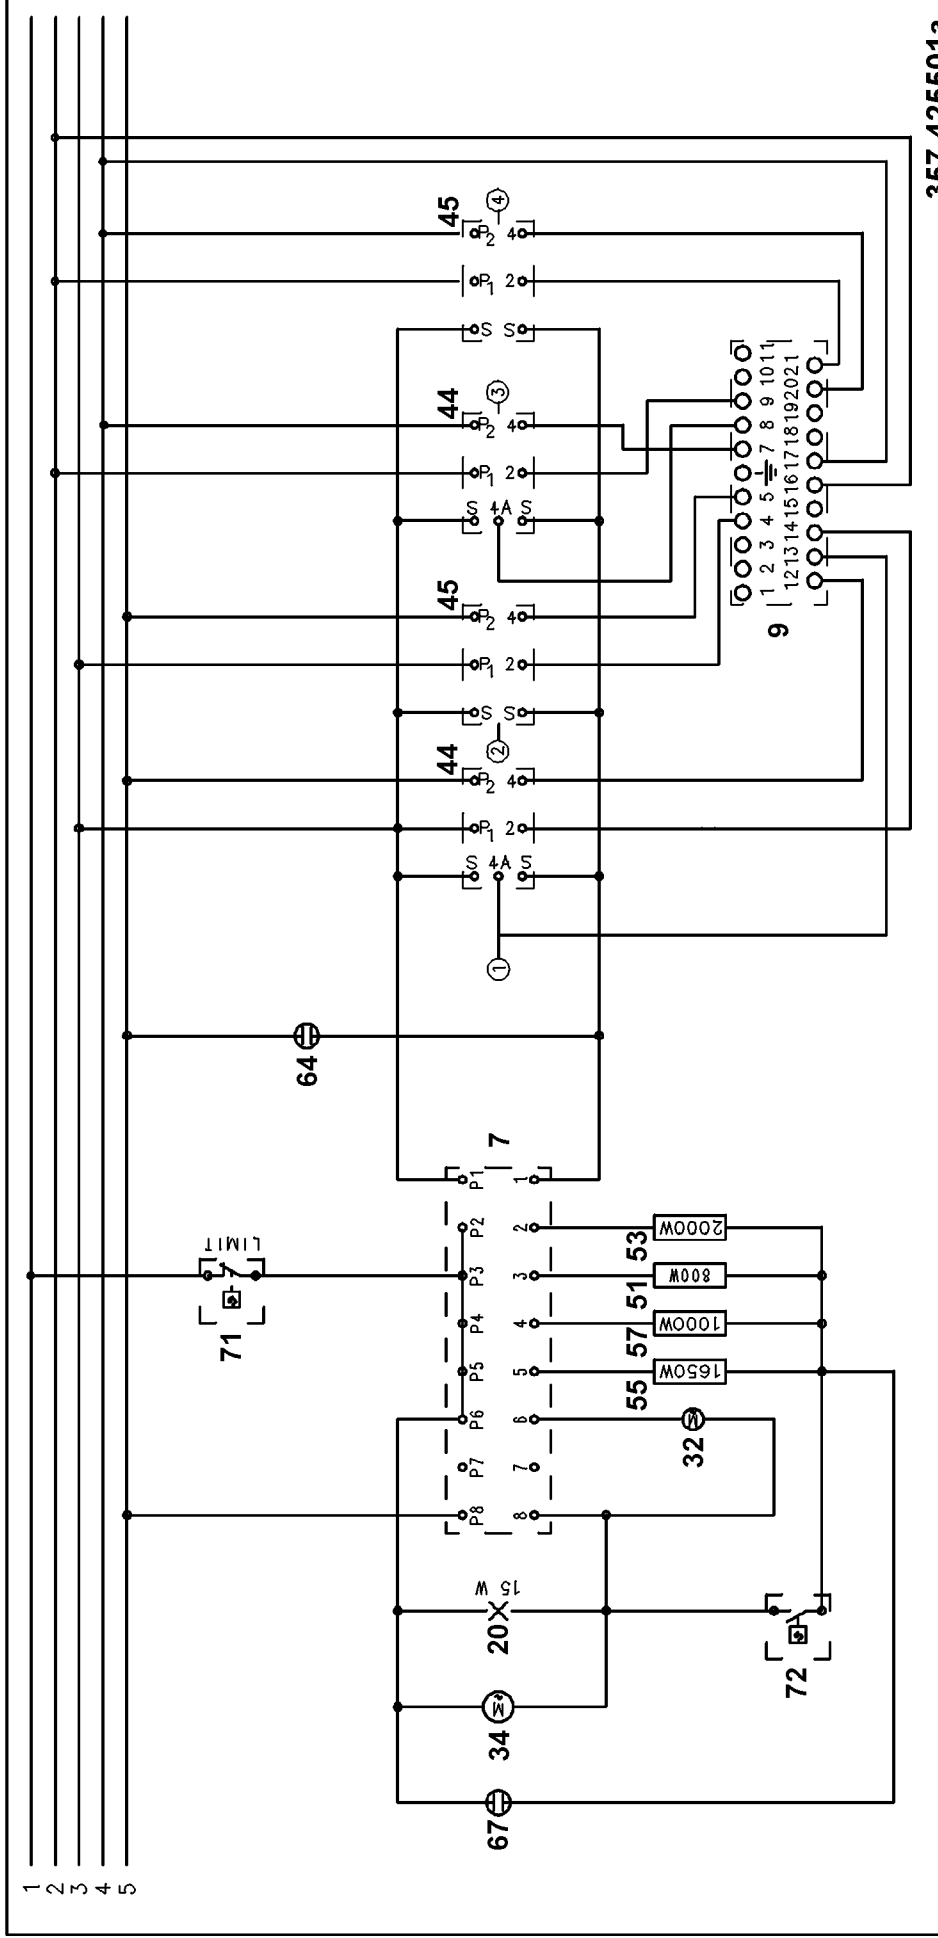 1
2
3
4
5
LIMIT
71
64
P8 P7 P6 P5 P4 P3 P2 P1
8 7 6 5 4 3 2 1
7
67
34
M
20
15 W
72
32
M
55
1650W
57
1000W
51
800W
53
2000W
1
S 4A S
P1 2
44
P2 4
2
S S
P1 2
45
P2 4
S 4A S
P1 2
44
P2 4
3
S S
P1 2
45
P2 4
4
9
1 2 3 4 5 7 8 9 10 11
12 13 14 15 16 17 18 19 20 21